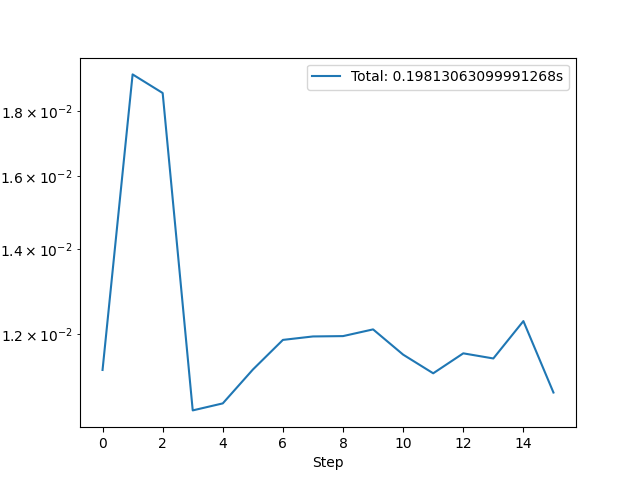 Total: 0.19813063099991268s
1.8 × 10⁻²
1.6 × 10⁻²
1.4 × 10⁻²
1.2 × 10⁻²
0 2 4 6 8 10 12 14
Step